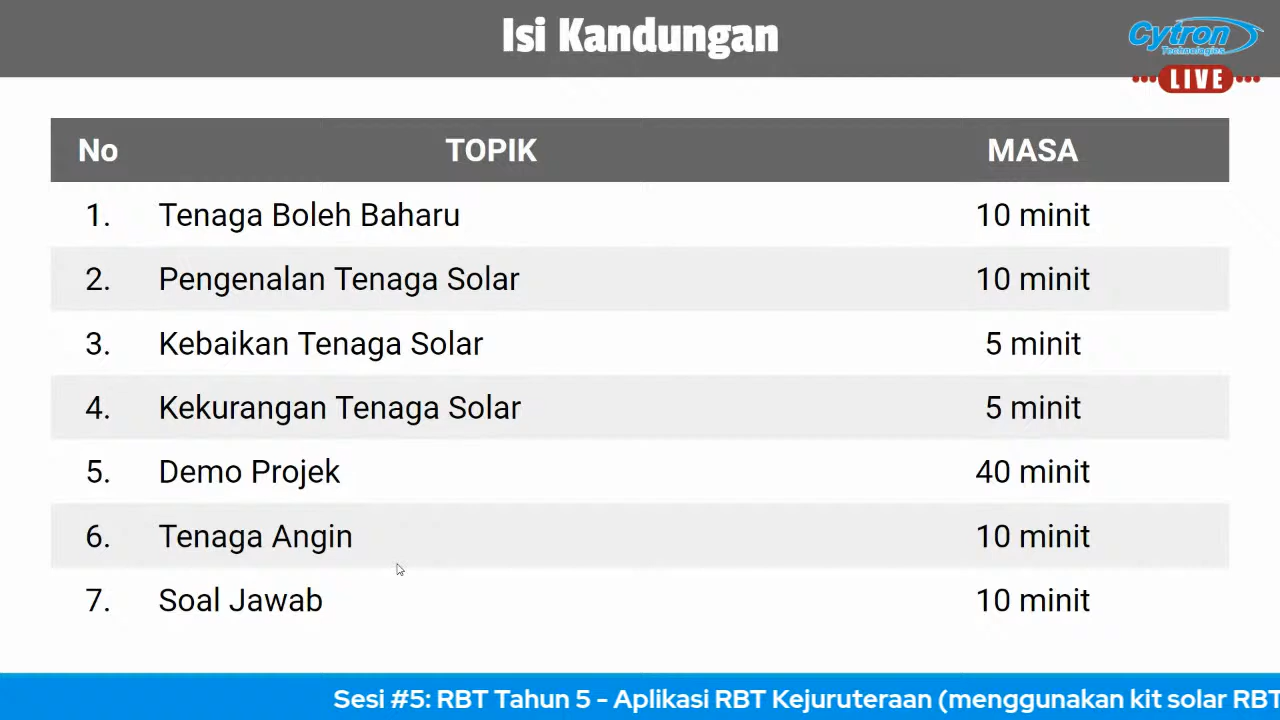 Isi Kandungan
Cytron
Technologies
LIVE
No TOPIK MASA
1. Tenaga Boleh Baharu 10 minit
2. Pengenalan Tenaga Solar 10 minit
3. Kebaikan Tenaga Solar 5 minit
4. Kekurangan Tenaga Solar 5 minit
5. Demo Projek 40 minit
6. Tenaga Angin 10 minit
7. Soal Jawab 10 minit
Sesi #5: RBT Tahun 5 - Aplikasi RBT Kejuruteraan (menggunakan kit solar RBT